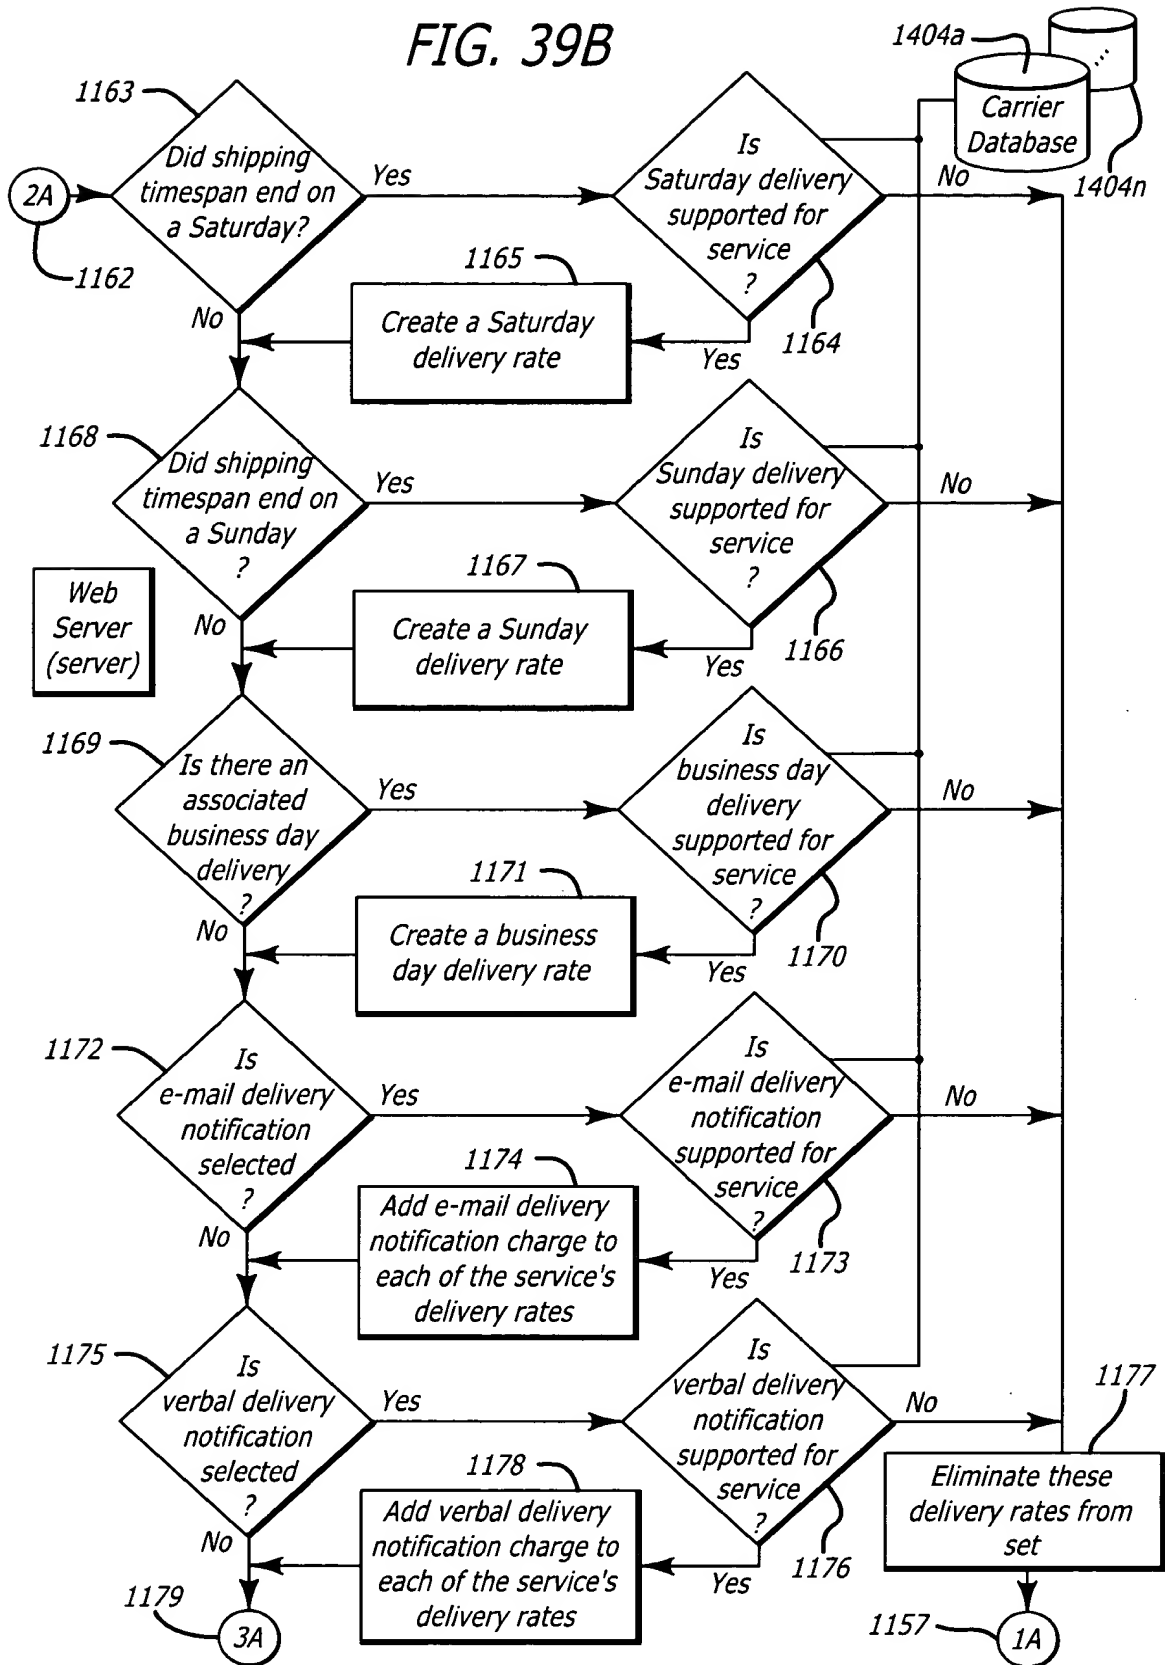 FIG. 39B
1404a
Carrier
Database
1404n
1163
Did shipping
timespan end on
a Saturday?
Yes
2A
1162
No
Is
Saturday delivery
supported for
service
?
No
1164
Yes
1165
Create a Saturday
delivery rate
1168
Did shipping
timespan end on
a Sunday
?
Yes
No
Is
Sunday delivery
supported for
service
?
No
1166
Yes
1167
Create a Sunday
delivery rate
Web
Server
(server)
1169
Is there an
associated
business day
delivery
?
Yes
No
Is
business day
delivery
supported for
service
?
No
1170
Yes
1171
Create a business
day delivery rate
1172
Is
e-mail delivery
notification
selected
?
Yes
No
Is
e-mail delivery
notification
supported for
service
?
No
1173
Yes
1174
Add e-mail delivery
notification charge to
each of the service's
delivery rates
1175
Is
verbal delivery
notification
selected
?
Yes
No
Is
verbal delivery
notification
supported for
service
?
No
1176
Yes
1178
Add verbal delivery
notification charge to
each of the service's
delivery rates
1177
Eliminate these
delivery rates from
set
1179
3A
1157
1A